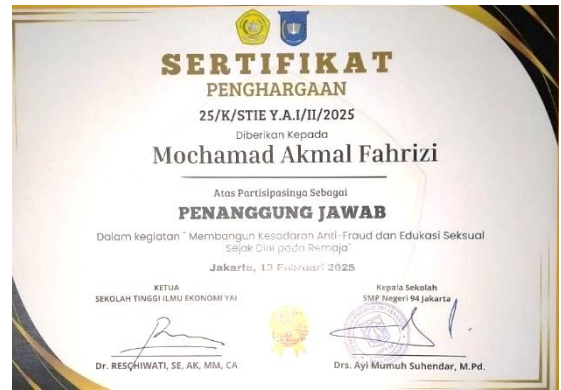 SERTIFIKAT
PENGHARGAAN
25/K/STIE Y.A.I/II/2025
Diberikan Kepada
Mochamad Akmal Fahrizi
Atas Partisipasinya Sebagai
PENANGGUNG JAWAB
Dalam kegiatan " Membangun Kesadaran Anti-Fraud dan Edukasi Seksual
Sejak Dini pada Remaja"
Jakarta, 13 Februari 2025
KETUA
SEKOLAH TINGGI ILMU EKONOMI YAI
Dr. RESCHIWATI, SE, AK, MM, CA
Kepala Sekolah
SMP Negeri 94 Jakarta
Drs. Ayi Mumuh Suhendar, M.Pd.